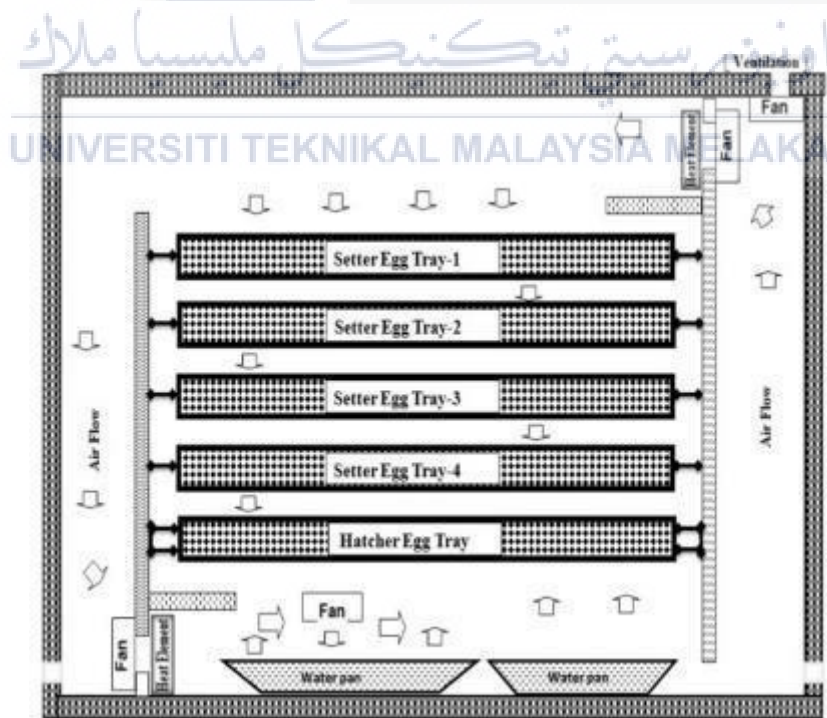 اونيۏرسيتي تيكنيكل مليسيا ملاك
UNIVERSITI TEKNIKAL MALAYSIA MELAKA
Ventilation
Fan
Heat Element
Fan
Setter Egg Tray-1
Setter Egg Tray-2
Setter Egg Tray-3
Setter Egg Tray-4
Hatcher Egg Tray
Air Flow
Air Flow
Fan
Fan
Heat Element
Water pan
Water pan